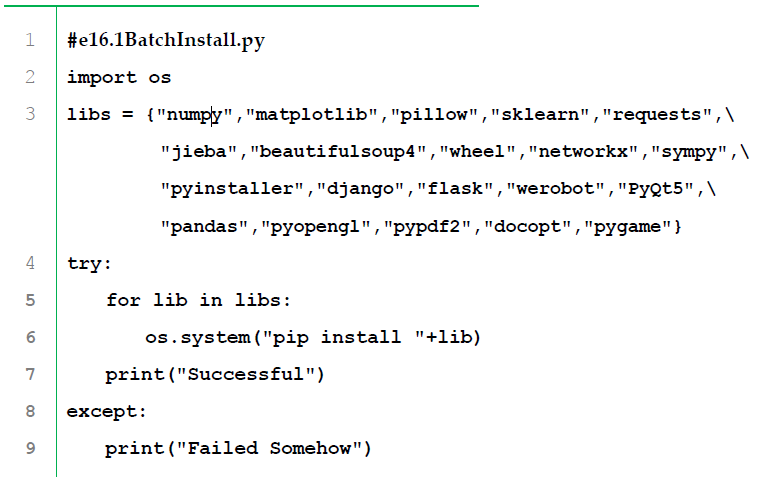 1 #e16.1BatchInstall.py
2 import os
3 libs = {"numpy","matplotlib","pillow","sklearn","requests",\
"jieba","beautifulsoup4","wheel","networkx","sympy",\
"pyinstaller","django","flask","werobot","PyQt5",\
"pandas","pyopengl","pypdf2","docopt","pygame"}
4 try:
5 for lib in libs:
6 os.system("pip install "+lib)
7 print("Successful")
8 except:
9 print("Failed Somehow")